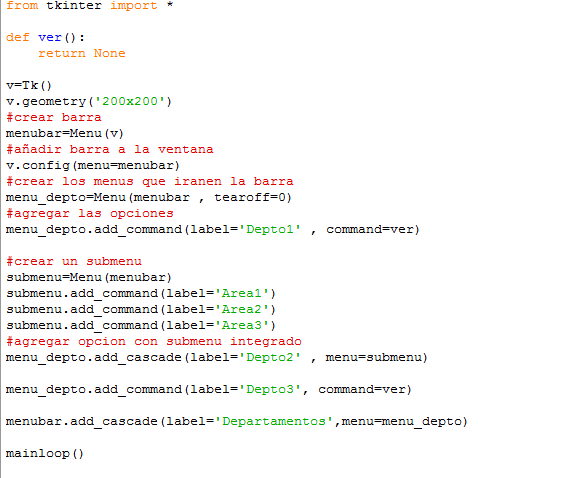 from tkinter import *
def ver():
    return None
v=Tk()
v.geometry('200x200')
#crear barra
menubar=Menu(v)
#añadir barra a la ventana
v.config(menu=menubar)
#crear los menus que iranen la barra
menu_depto=Menu(menubar , tearoff=0)
#agregar las opciones
menu_depto.add_command(label='Depto1' , command=ver)
#crear un submenu
submenu=Menu(menubar)
submenu.add_command(label='Area1')
submenu.add_command(label='Area2')
submenu.add_command(label='Area3')
#agregar opcion con submenu integrado
menu_depto.add_cascade(label='Depto2' , menu=submenu)
menu_depto.add_command(label='Depto3', command=ver)
menubar.add_cascade(label='Departamentos',menu=menu_depto)
mainloop()